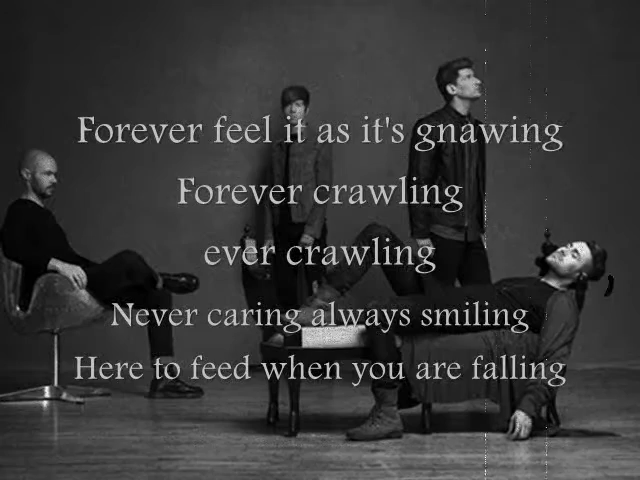 Forever feel it as it's gnawing
Forever crawling
ever crawling
Never caring always smiling
Here to feed when you are falling